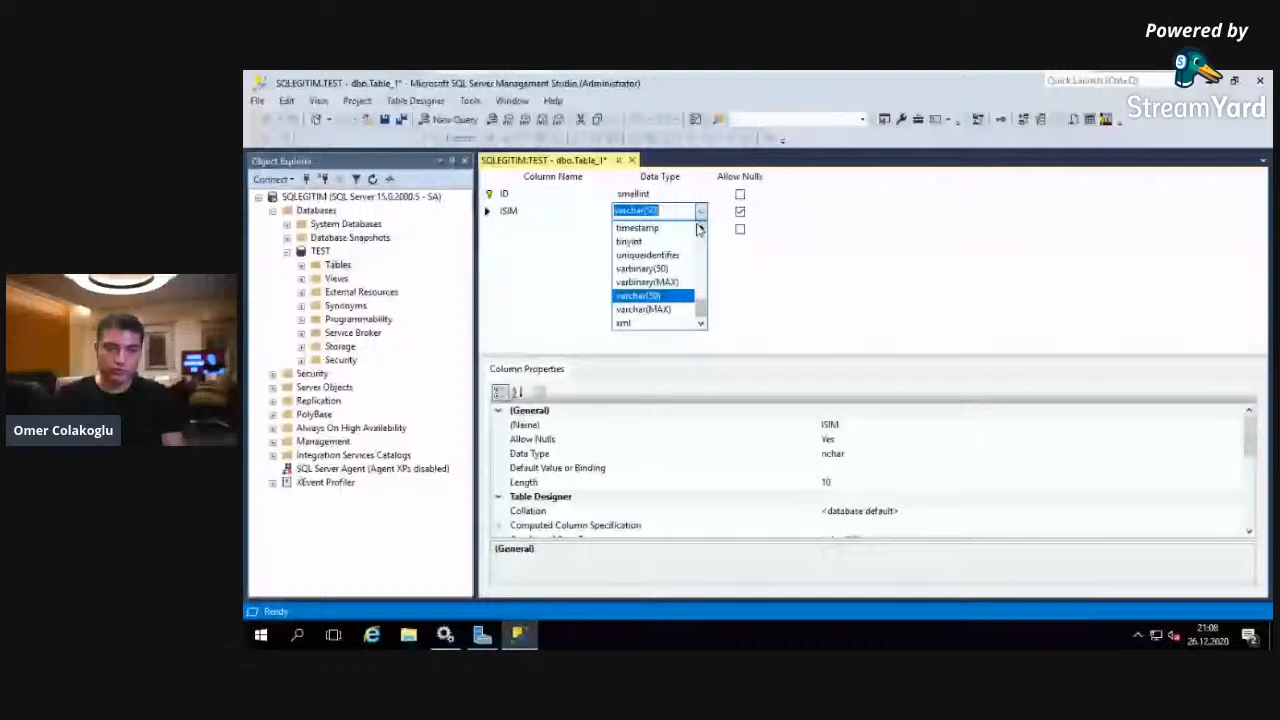 Powered by
StreamYard
SQLEGITIM.TEST - dbo.Table_1* - Microsoft SQL Server Management Studio (Administrator)
Quick Launch (Ctrl+Q)
File Edit View Project Table Designer Tools Window Help
New Query
Object Explorer
Connect
SQLEGITIM (SQL Server 15.0.2000.5 - SA)
Databases
System Databases
Database Snapshots
TEST
Tables
Views
External Resources
Synonyms
Programmability
Service Broker
Storage
Security
Security
Server Objects
Replication
PolyBase
Always On High Availability
Management
Integration Services Catalogs
SQL Server Agent (Agent XPs disabled)
XEvent Profiler
SQLEGITIM.TEST - dbo.Table_1*
Column Name Data Type Allow Nulls
ID smallint
ISIM varchar(50)
timestamp
tinyint
uniqueidentifier
varbinary(50)
varbinary(MAX)
varchar(50)
varchar(MAX)
xml
Column Properties
(General)
(Name) ISIM
Allow Nulls Yes
Data Type nchar
Default Value or Binding
Length 10
Table Designer
Collation <database default>
Computed Column Specification
(General)
Omer Colakoglu
Ready
21:08
26.12.2020
2